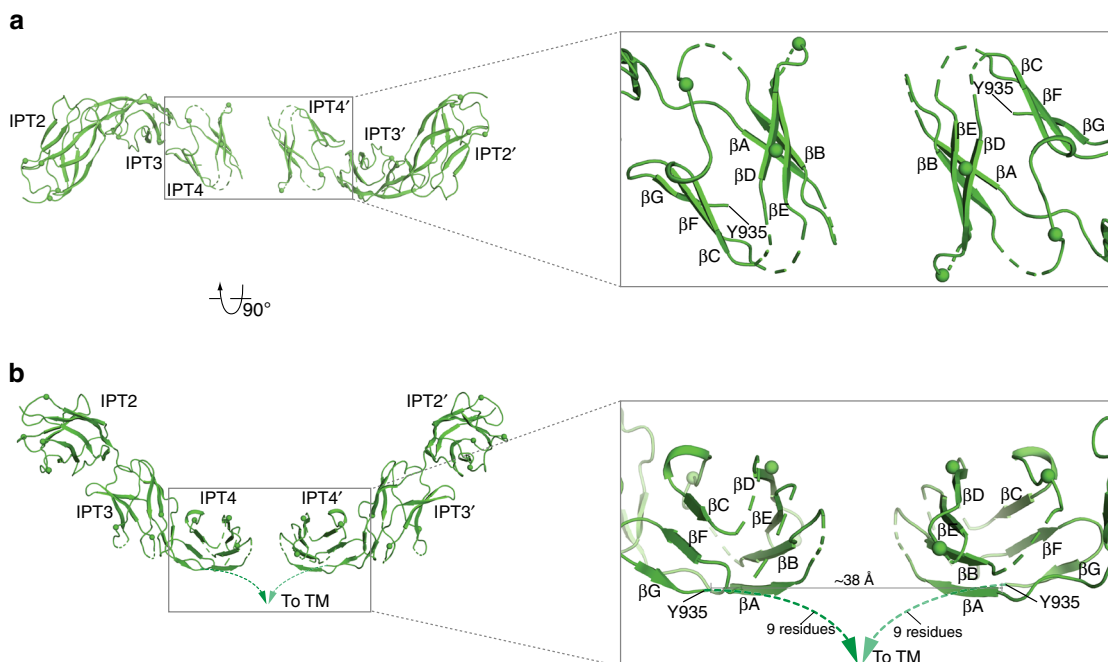 a
IPT2
IPT3
IPT4
IPT4′
IPT3′
IPT2′
βA
βB
βD
βE
βG
βF
βC
Y935
βC
Y935
βF
βG
βE
βD
βB
βA
90°
b
IPT2
IPT3
IPT4
IPT4′
IPT2′
IPT3′
To TM
βD
βC
βE
βF
βB
βG
βA
Y935
~38 Å
9 residues
9 residues
To TM
βD
βC
βE
βF
βB
βG
βA
Y935